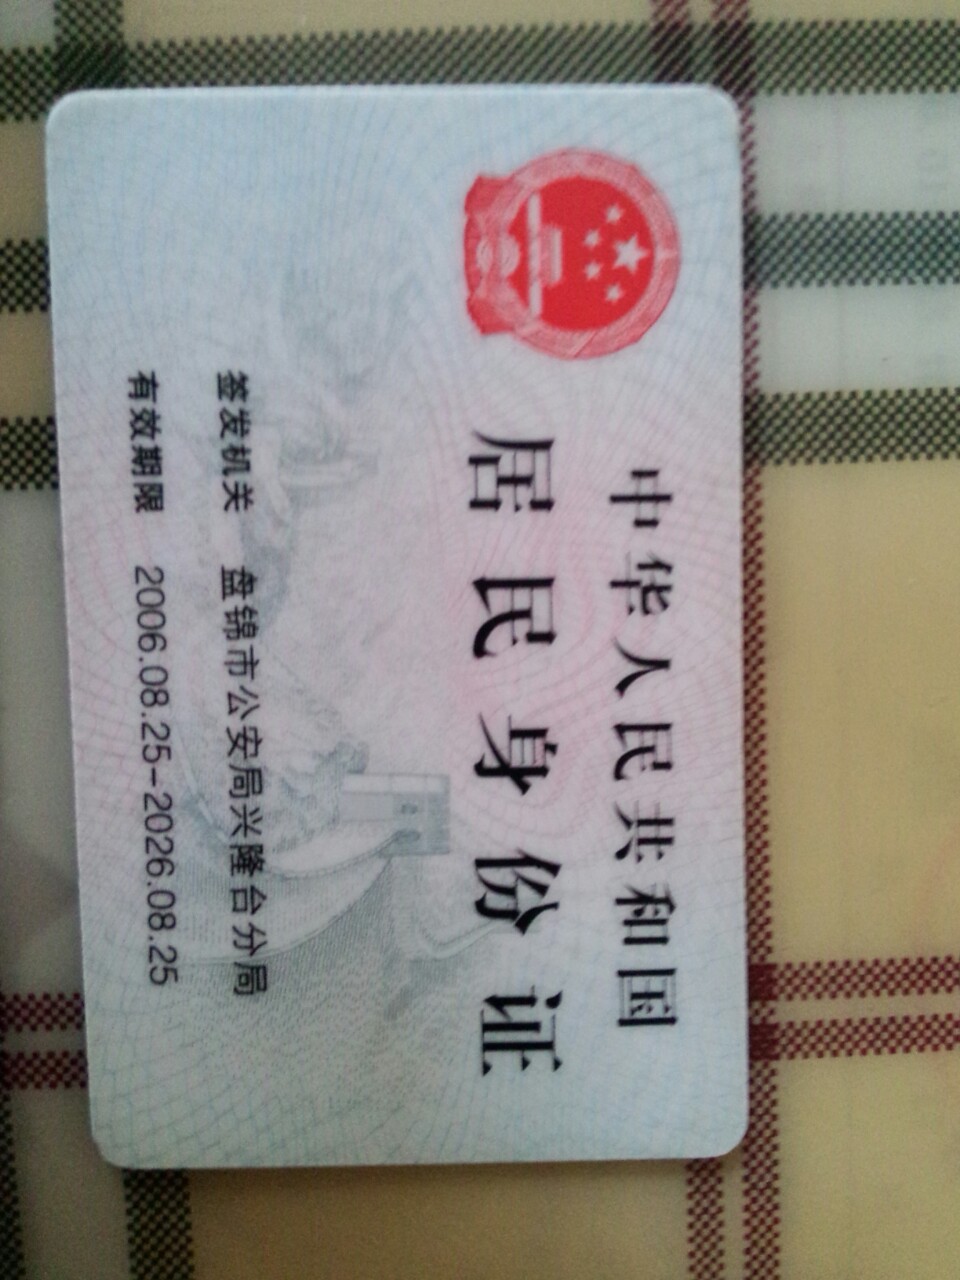 中华人民共和国
居民身份证
签发机关 盘锦市公安局兴隆台分局
有效期限 2006.08.25-2026.08.25